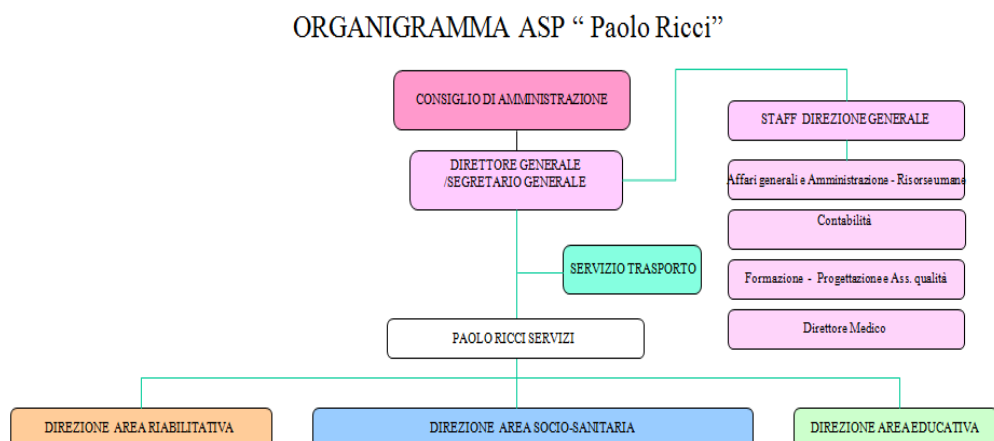 ORGANIGRAMMA ASP “ Paolo Ricci”
CONSIGLIO DI AMMINISTRAZIONE
STAFF DIREZIONE GENERALE
DIRETTORE GENERALE
/SEGRETARIO GENERALE
Affari generali e Amministrazione - Risorse umane
Contabilità
SERVIZIO TRASPORTO
Formazione - Progettazione e Ass. qualità
Direttore Medico
PAOLO RICCI SERVIZI
DIREZIONE AREA RIABILITATIVA
DIREZIONE AREA SOCIO-SANITARIA
DIREZIONE AREA EDUCATIVA